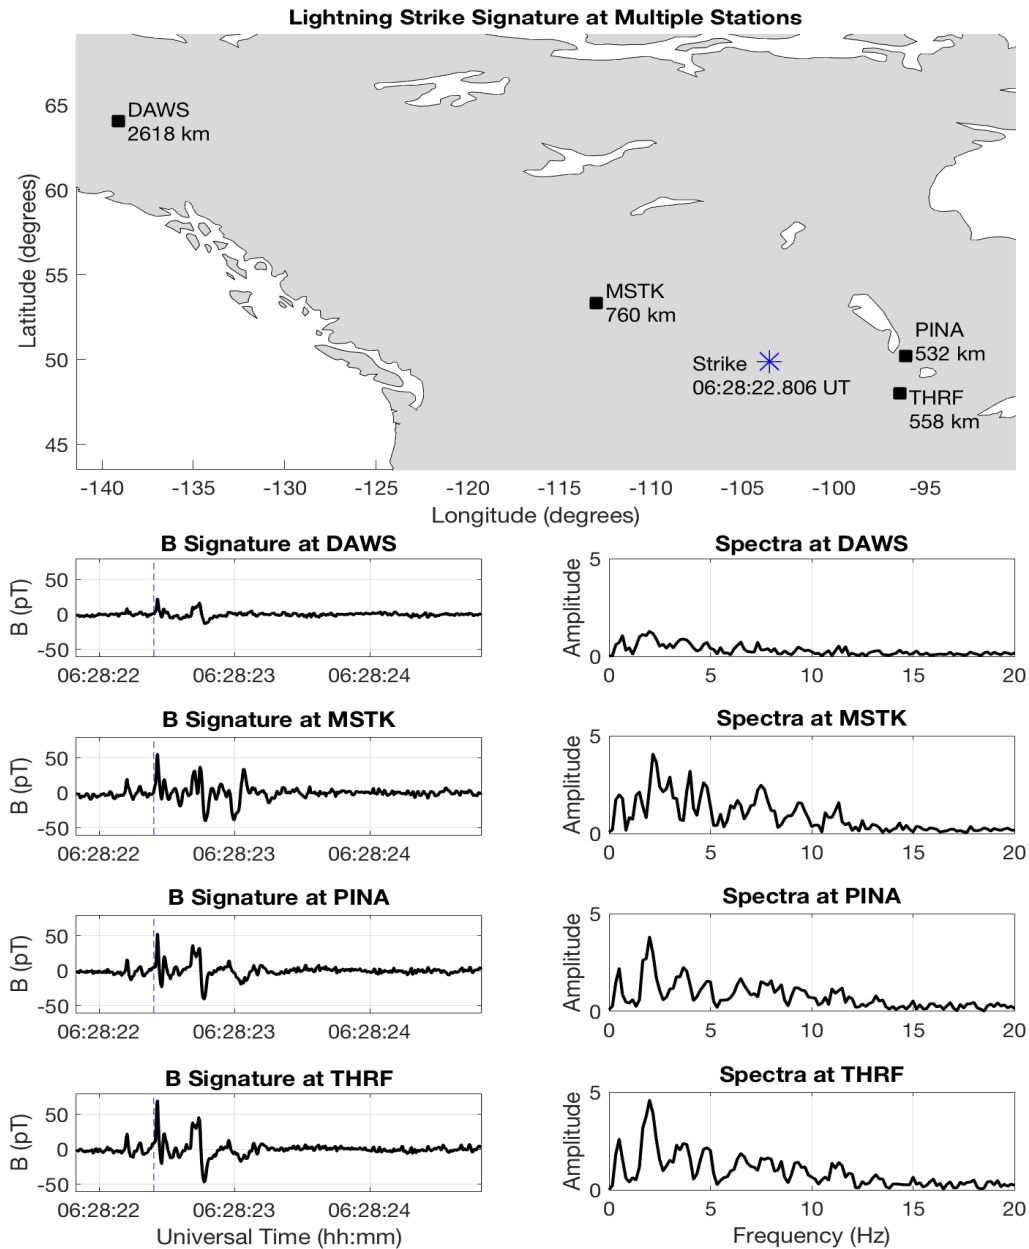 Lightning Strike Signature at Multiple Stations
Latitude (degrees)
65
60
55
50
45
DAWS
2618 km
MSTK
760 km
PINA
532 km
Strike
06:28:22.806 UT
THRF
558 km
-140 -135 -130 -125 -120 -115 -110 -105 -100 -95
Longitude (degrees)
B Signature at DAWS
B (pT)
50
0
-50
06:28:22 06:28:23 06:28:24
Spectra at DAWS
Amplitude
5
0
0 5 10 15 20
B Signature at MSTK
B (pT)
50
0
-50
06:28:22 06:28:23 06:28:24
Spectra at MSTK
Amplitude
5
0
0 5 10 15 20
B Signature at PINA
B (pT)
50
0
-50
06:28:22 06:28:23 06:28:24
Spectra at PINA
Amplitude
5
0
0 5 10 15 20
B Signature at THRF
B (pT)
50
0
-50
06:28:22 06:28:23 06:28:24
Universal Time (hh:mm)
Spectra at THRF
Amplitude
5
0
0 5 10 15 20
Frequency (Hz)